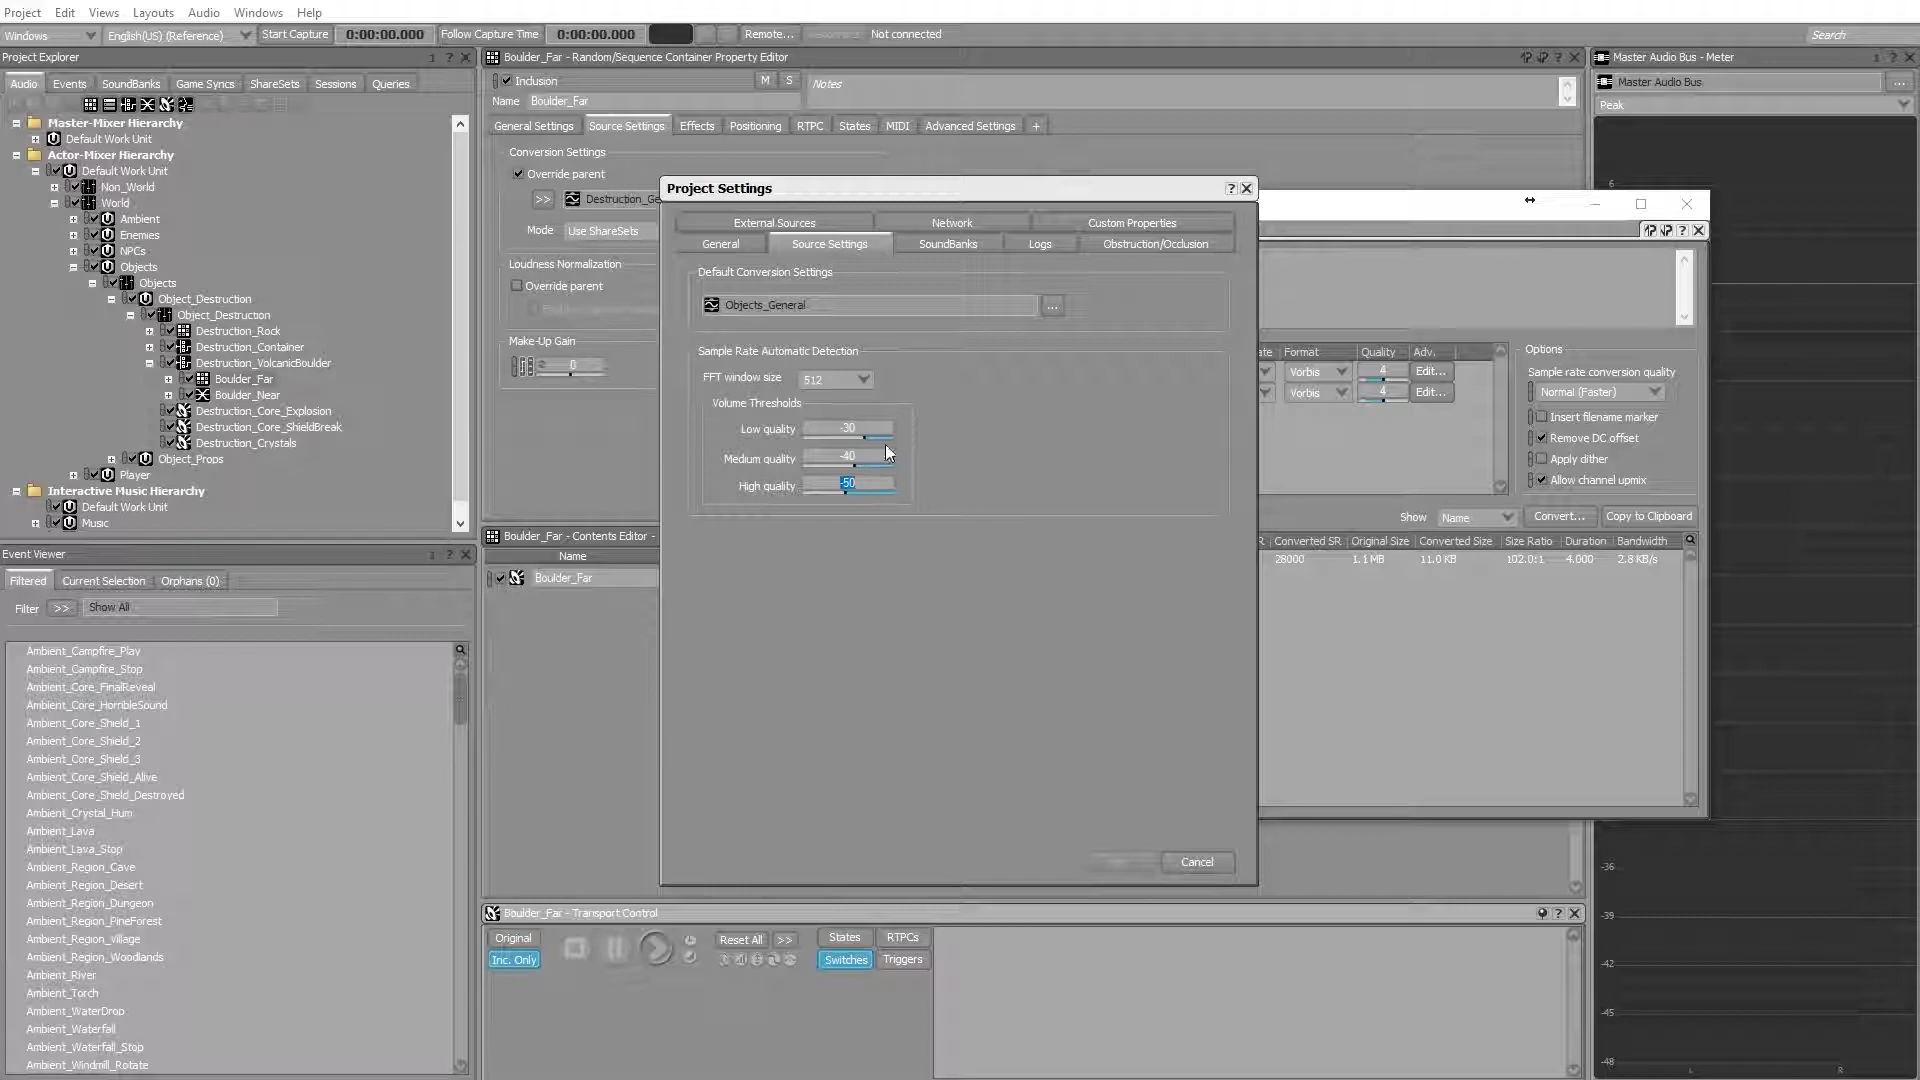 Project Edit Views Layouts Audio Windows Help
Windows English(US) (Reference) Start Capture 0:00:00.000 Follow Capture Time 0:00:00.000 Remote... Not connected Search
Project Explorer
Audio Events SoundBanks Game Syncs ShareSets Sessions Queries
Master-Mixer Hierarchy
Default Work Unit
Actor-Mixer Hierarchy
Default Work Unit
Non_World
World
Ambient
Enemies
NPCs
Objects
Objects
Object_Destruction
Object_Destruction
Destruction_Rock
Destruction_Container
Destruction_VolcanicBoulder
Boulder_Far
Boulder_Near
Destruction_Core_Explosion
Destruction_Core_ShieldBreak
Destruction_Crystals
Object_Props
Player
Interactive Music Hierarchy
Default Work Unit
Music
Event Viewer
Filtered Current Selection Orphans (0)
Filter >> Show All
Ambient_Campfire_Play
Ambient_Campfire_Stop
Ambient_Core_FinalReveal
Ambient_Core_HorribleSound
Ambient_Core_Shield_1
Ambient_Core_Shield_2
Ambient_Core_Shield_3
Ambient_Core_Shield_Alive
Ambient_Core_Shield_Destroyed
Ambient_Crystal_Hum
Ambient_Lava
Ambient_Lava_Stop
Ambient_Region_Cave
Ambient_Region_Desert
Ambient_Region_Dungeon
Ambient_Region_PineForest
Ambient_Region_Village
Ambient_Region_Woodlands
Ambient_River
Ambient_Torch
Ambient_WaterDrop
Ambient_Waterfall
Ambient_Waterfall_Stop
Ambient_Windmill_Rotate
Boulder_Far - Random/Sequence Container Property Editor
Inclusion M S Notes
Name Boulder_Far
General Settings Source Settings Effects Positioning RTPC States MIDI Advanced Settings +
Conversion Settings
Override parent
>> Destruction_Ge
Mode Use ShareSets
Loudness Normalization
Override parent
Make-Up Gain
0
Boulder_Far - Contents Editor -
Name
Boulder_Far
Project Settings
External Sources Network Custom Properties
General Source Settings SoundBanks Logs Obstruction/Occlusion
Default Conversion Settings
Objects_General ...
Sample Rate Automatic Detection
FFT window size 512
Volume Thresholds
Low quality -30
Medium quality -40
High quality -50
Cancel
ate Format Quality Adv.
Vorbis 4 Edit...
Vorbis 4 Edit...
Options
Sample rate conversion quality
Normal (Faster)
Insert filename marker
Remove DC offset
Apply dither
Allow channel upmix
Show Name Convert... Copy to Clipboard
R Converted SR Original Size Converted Size Size Ratio Duration Bandwidth
28000 1.1 MB 11.0 KB 102.0:1 4.000 2.8 KB/s
Boulder_Far - Transport Control
Original Reset All >> States RTPCs
Inc. Only Switches Triggers
Master Audio Bus - Meter
Master Audio Bus ...
Peak
6
-36
-39
-42
-45
-48
L R